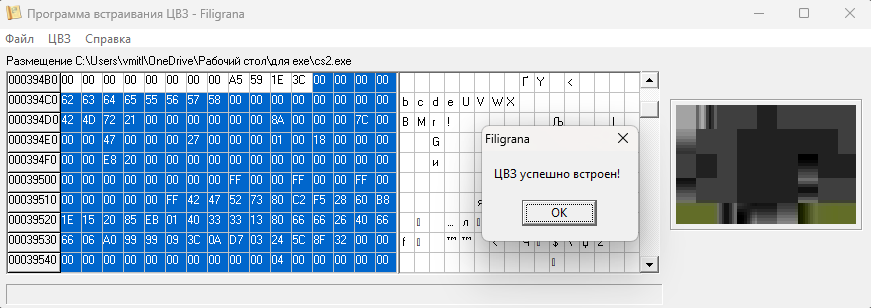 Программа встраивания ЦВЗ - Filigrana
Файл ЦВЗ Справка
Размещение C:\Users\vmitl\OneDrive\Рабочий стол\для exe\cs2.exe
000394B0 00 00 00 00 00 00 00 00 A5 59 1E 3C 00 00 00 00 Ґ Y <
000394C0 62 63 64 65 55 56 57 58 00 00 00 00 00 00 00 00 b c d e U V W X
000394D0 42 4D 72 21 00 00 00 00 00 00 8A 00 00 00 7C 00 B M r ! Љ |
000394E0 00 00 47 00 00 00 27 00 00 00 01 00 18 00 00 00 G
000394F0 00 00 E8 20 00 00 00 00 00 00 00 00 00 00 00 00 и
00039500 00 00 00 00 00 00 00 00 FF 00 00 FF 00 00 FF 00
00039510 00 00 00 00 00 00 FF 42 47 52 73 80 C2 F5 28 60 B8 я
00039520 1E 15 20 85 EB 01 40 33 33 13 80 66 66 26 40 66 … л
00039530 66 06 A0 99 99 09 3C 0A D7 03 24 5C 8F 32 00 00 f ™ ™ < Ч $ \ Џ 2
00039540 00 00 00 00 00 00 00 00 00 00 04 00 00 00 00 00
Filigrana
ЦВЗ успешно встроен!
OK